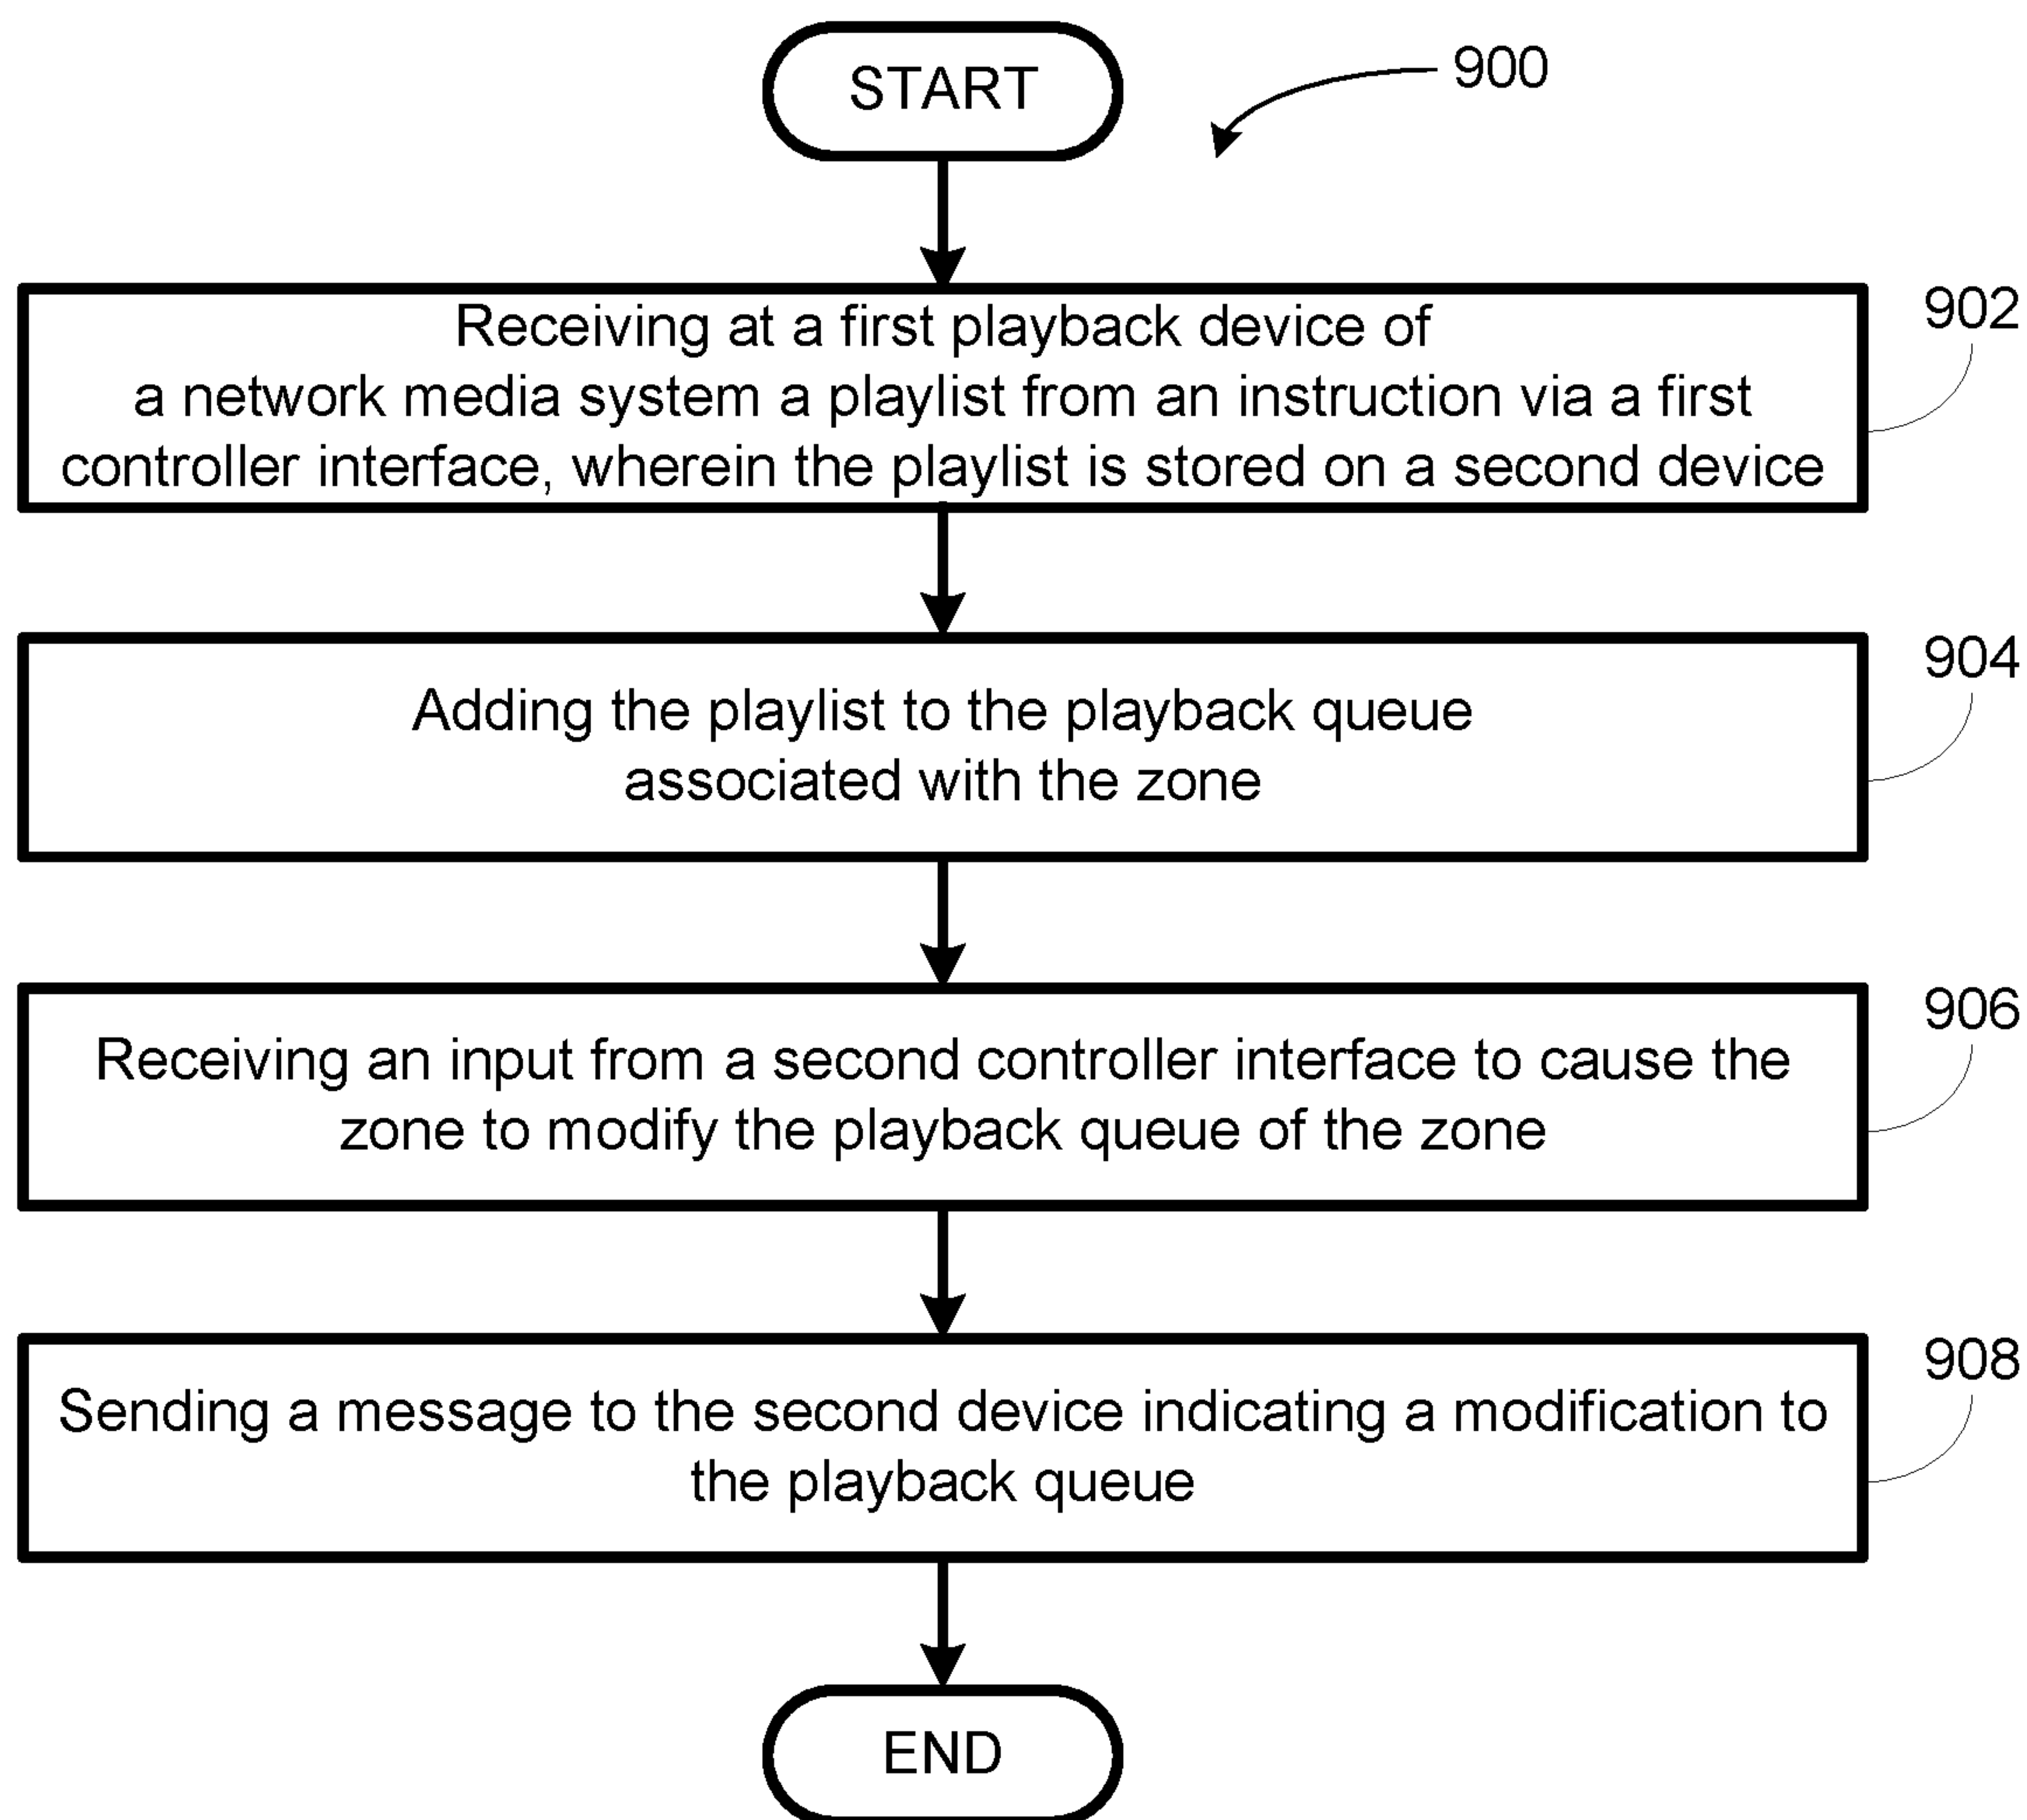 START
900
Receiving at a first playback device of
a network media system a playlist from an instruction via a first
controller interface, wherein the playlist is stored on a second device
902
Adding the playlist to the playback queue
associated with the zone
904
Receiving an input from a second controller interface to cause the
zone to modify the playback queue of the zone
906
Sending a message to the second device indicating a modification to
the playback queue
908
END